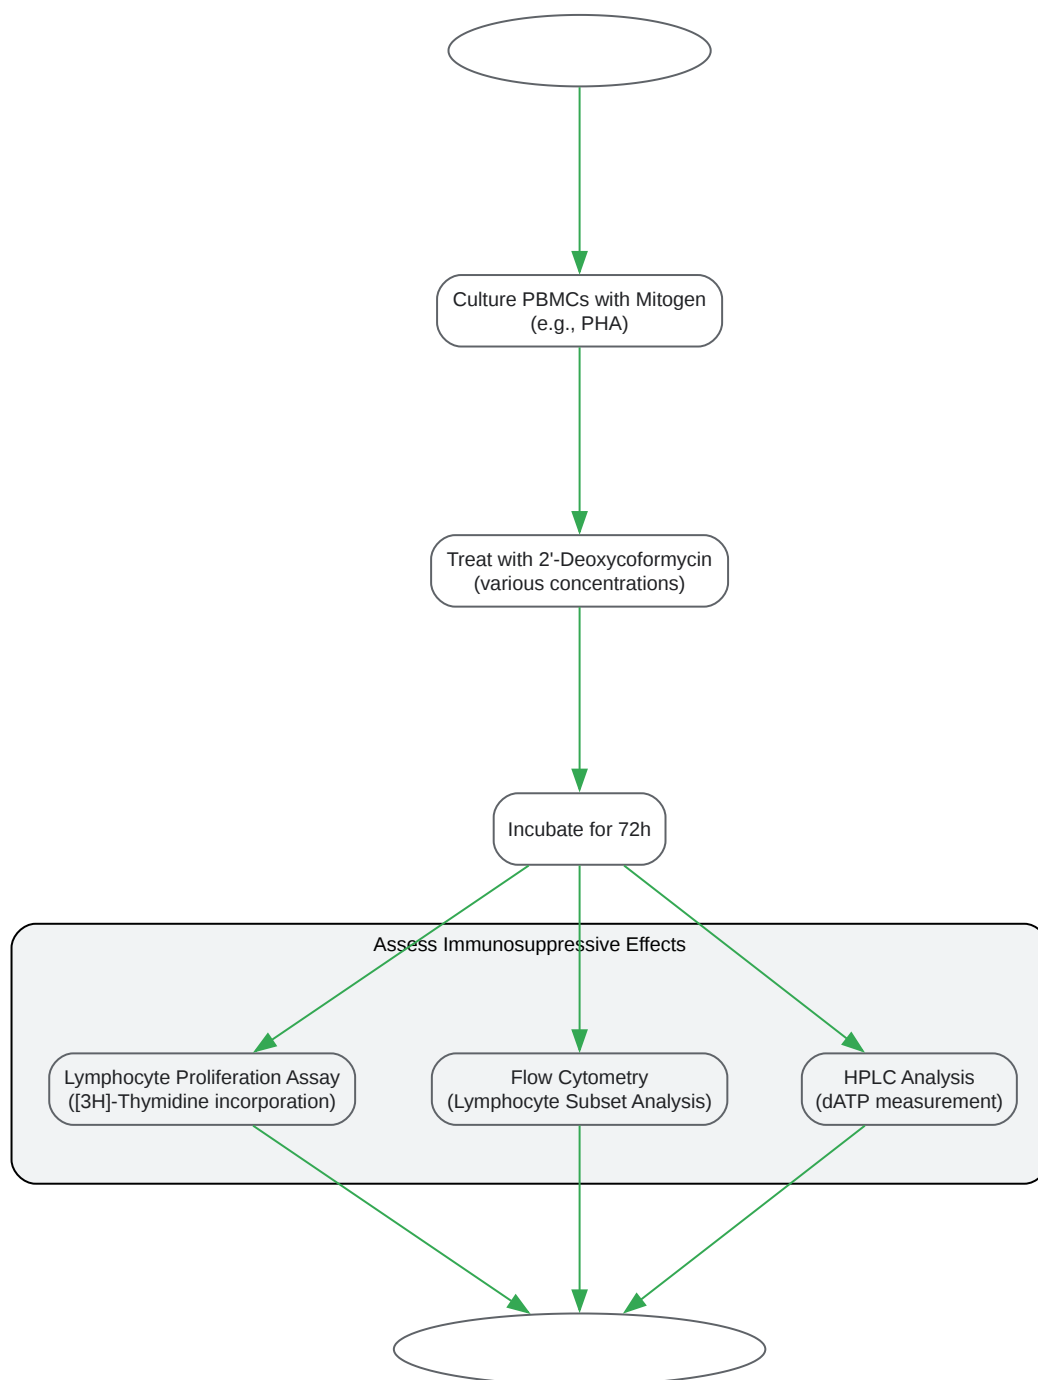 Culture PBMCs with Mitogen
(e.g., PHA)
Treat with 2'-Deoxycoformycin
(various concentrations)
Incubate for 72h
Assess Immunosuppressive Effects
Lymphocyte Proliferation Assay
([3H]-Thymidine incorporation)
Flow Cytometry
(Lymphocyte Subset Analysis)
HPLC Analysis
(dATP measurement)